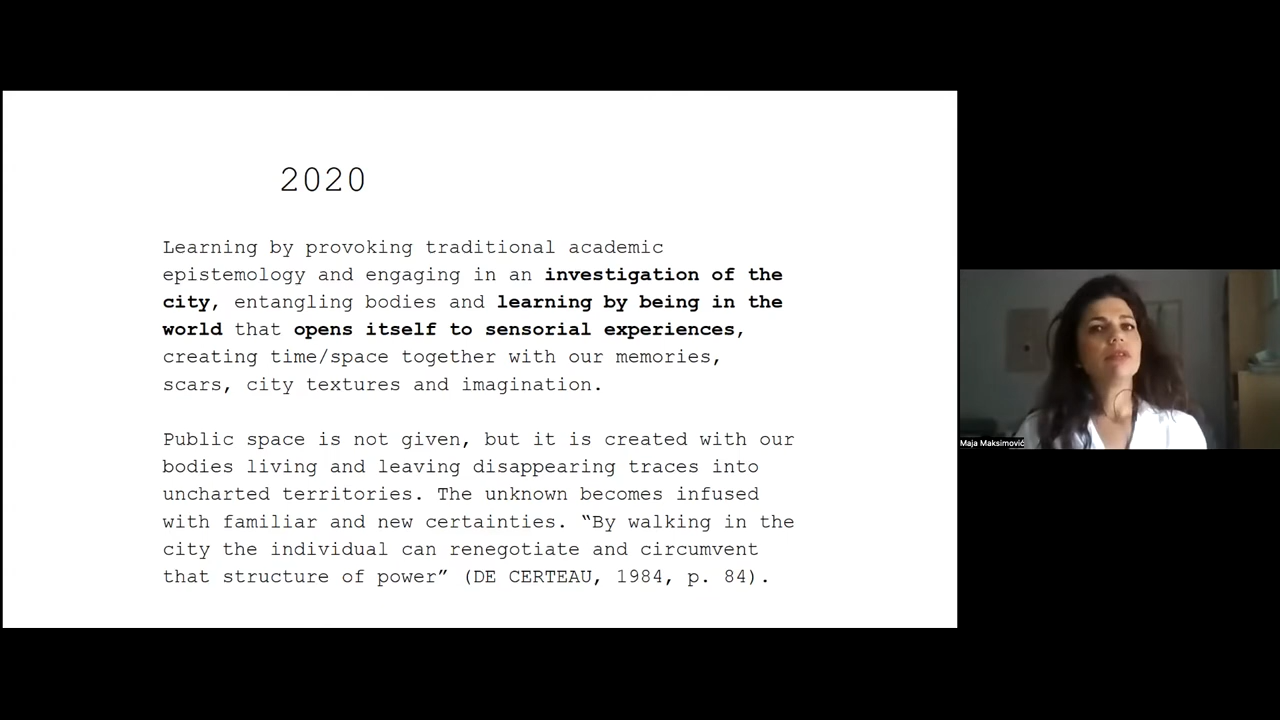 2020
Learning by provoking traditional academic
epistemology and engaging in an investigation of the
city, entangling bodies and learning by being in the
world that opens itself to sensorial experiences,
creating time/space together with our memories,
scars, city textures and imagination.
Public space is not given, but it is created with our
bodies living and leaving disappearing traces into
uncharted territories. The unknown becomes infused
with familiar and new certainties. “By walking in the
city the individual can renegotiate and circumvent
that structure of power” (DE CERTEAU, 1984, p. 84).
Maja Maksimović